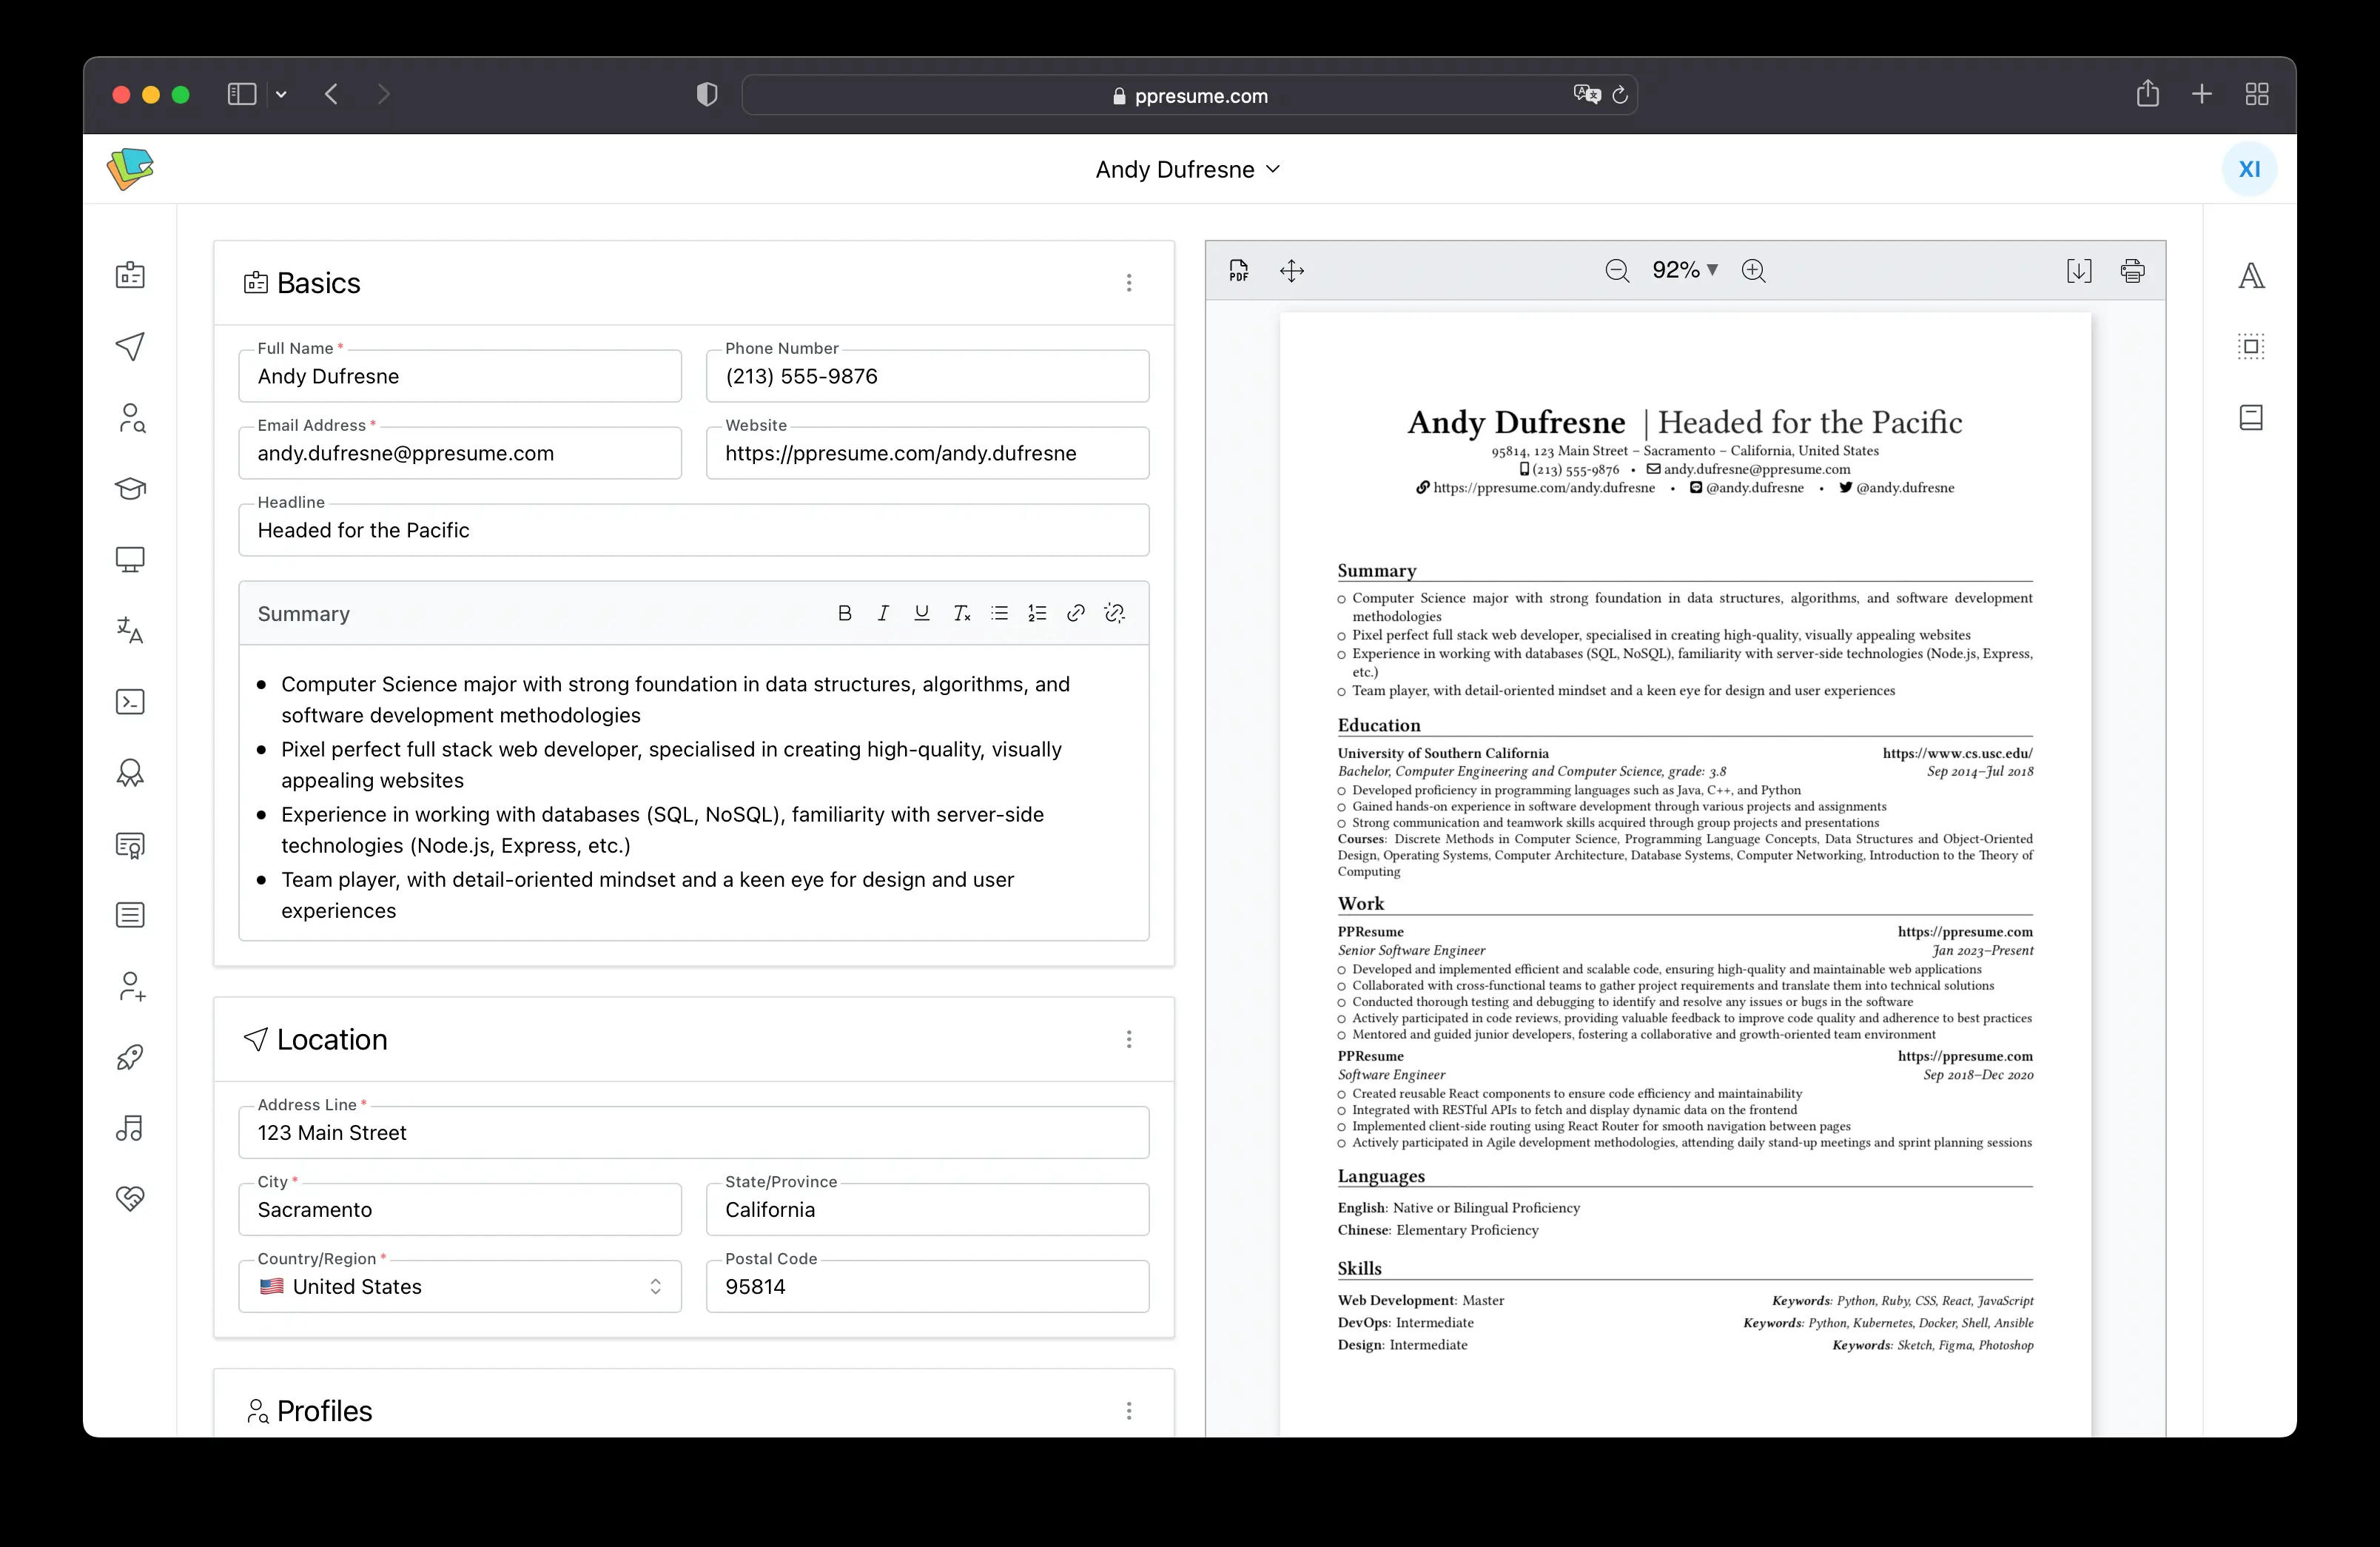 ppresume.com
Andy Dufresne
XI
Basics
Full Name *
Andy Dufresne
Phone Number
(213) 555-9876
Email Address *
andy.dufresne@ppresume.com
Website
https://ppresume.com/andy.dufresne
Headline
Headed for the Pacific
Summary
Computer Science major with strong foundation in data structures, algorithms, and
software development methodologies
Pixel perfect full stack web developer, specialised in creating high-quality, visually
appealing websites
Experience in working with databases (SQL, NoSQL), familiarity with server-side
technologies (Node.js, Express, etc.)
Team player, with detail-oriented mindset and a keen eye for design and user
experiences
Location
Address Line *
123 Main Street
City *
Sacramento
State/Province
California
Country/Region *
United States
Postal Code
95814
Profiles
PDF
92%
Andy Dufresne | Headed for the Pacific
95814, 123 Main Street – Sacramento – California, United States
(213) 555-9876 • andy.dufresne@ppresume.com
https://ppresume.com/andy.dufresne • @andy.dufresne • @andy.dufresne
Summary
Computer Science major with strong foundation in data structures, algorithms, and software development
methodologies
Pixel perfect full stack web developer, specialised in creating high-quality, visually appealing websites
Experience in working with databases (SQL, NoSQL), familiarity with server-side technologies (Node.js, Express,
etc.)
Team player, with detail-oriented mindset and a keen eye for design and user experiences
Education
University of Southern California https://www.cs.usc.edu/
Bachelor, Computer Engineering and Computer Science, grade: 3.8 Sep 2014–Jul 2018
Developed proficiency in programming languages such as Java, C++, and Python
Gained hands-on experience in software development through various projects and assignments
Strong communication and teamwork skills acquired through group projects and presentations
Courses: Discrete Methods in Computer Science, Programming Language Concepts, Data Structures and Object-Oriented
Design, Operating Systems, Computer Architecture, Database Systems, Computer Networking, Introduction to the Theory of
Computing
Work
PPResume https://ppresume.com
Senior Software Engineer Jan 2023–Present
Developed and implemented efficient and scalable code, ensuring high-quality and maintainable web applications
Collaborated with cross-functional teams to gather project requirements and translate them into technical solutions
Conducted thorough testing and debugging to identify and resolve any issues or bugs in the software
Actively participated in code reviews, providing valuable feedback to improve code quality and adherence to best practices
Mentored and guided junior developers, fostering a collaborative and growth-oriented team environment
PPResume https://ppresume.com
Software Engineer Sep 2018–Dec 2020
Created reusable React components to ensure code efficiency and maintainability
Integrated with RESTful APIs to fetch and display dynamic data on the frontend
Implemented client-side routing using React Router for smooth navigation between pages
Actively participated in Agile development methodologies, attending daily stand-up meetings and sprint planning sessions
Languages
English: Native or Bilingual Proficiency
Chinese: Elementary Proficiency
Skills
Web Development: Master Keywords: Python, Ruby, CSS, React, JavaScript
DevOps: Intermediate Keywords: Python, Kubernetes, Docker, Shell, Ansible
Design: Intermediate Keywords: Sketch, Figma, Photoshop